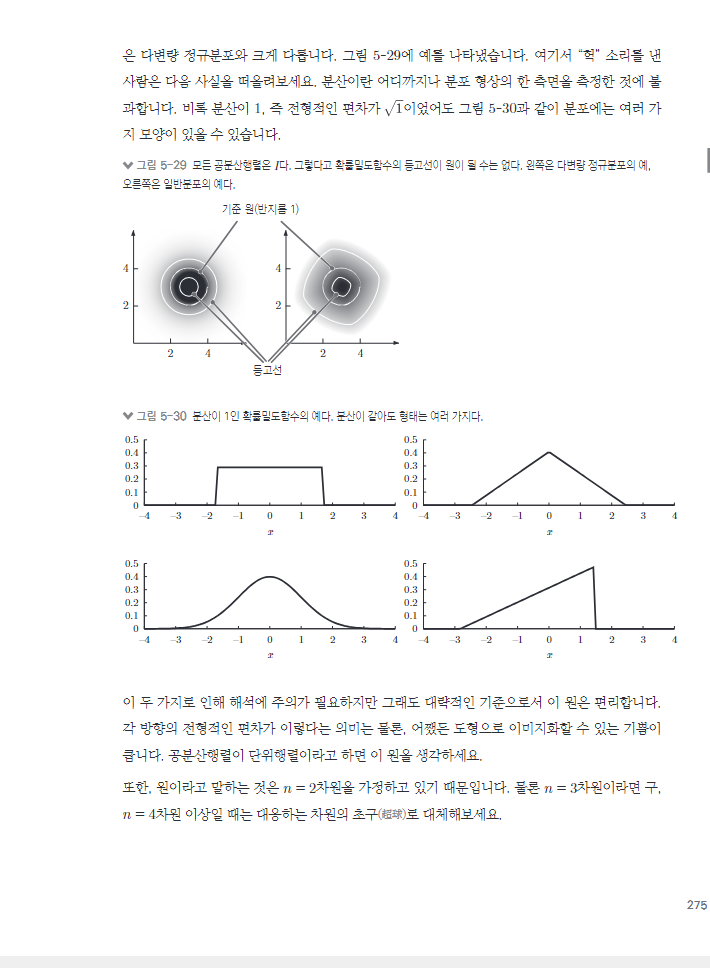 은 다변량 정규분포와 크게 다릅니다. 그림 5-29에 예를 나타냈습니다. 여기서 “헉” 소리를 낸
사람은 다음 사실을 떠올려보세요. 분산이란 어디까지나 분포 형상의 한 측면을 측정한 것에 불
과합니다. 비록 분산이 1, 즉 전형적인 편차가 √1이었어도 그림 5-30과 같이 분포에는 여러 가
지 모양이 있을 수 있습니다.
그림 5-29 모든 공분산행렬은 I다. 그렇다고 확률밀도함수의 등고선이 원이 될 수는 없다. 왼쪽은 다변량 정규분포의 예,
오른쪽은 일반분포의 예다.
기준 원(반지름 1)
4
2
2 4
4
2
2 4
등고선
그림 5-30 분산이 1인 확률밀도함수의 예다. 분산이 같아도 형태는 여러 가지다.
0.5
0.4
0.3
0.2
0.1
0
−4 −3 −2 −1 0 1 2 3 4
x
0.5
0.4
0.3
0.2
0.1
0
−4 −3 −2 −1 0 1 2 3 4
x
0.5
0.4
0.3
0.2
0.1
0
−4 −3 −2 −1 0 1 2 3 4
x
0.5
0.4
0.3
0.2
0.1
0
−4 −3 −2 −1 0 1 2 3 4
x
이 두 가지로 인해 해석에 주의가 필요하지만 그래도 대략적인 기준으로서 이 원은 편리합니다.
각 방향의 전형적인 편차가 이렇다는 의미는 물론, 어쨌든 도형으로 이미지화할 수 있는 기쁨이
큽니다. 공분산행렬이 단위행렬이라고 하면 이 원을 생각하세요.
또한, 원이라고 말하는 것은 n = 2차원을 가정하고 있기 때문입니다. 물론 n = 3차원이라면 구,
n = 4차원 이상일 때는 대응하는 차원의 초구(超球)로 대체해보세요.
275